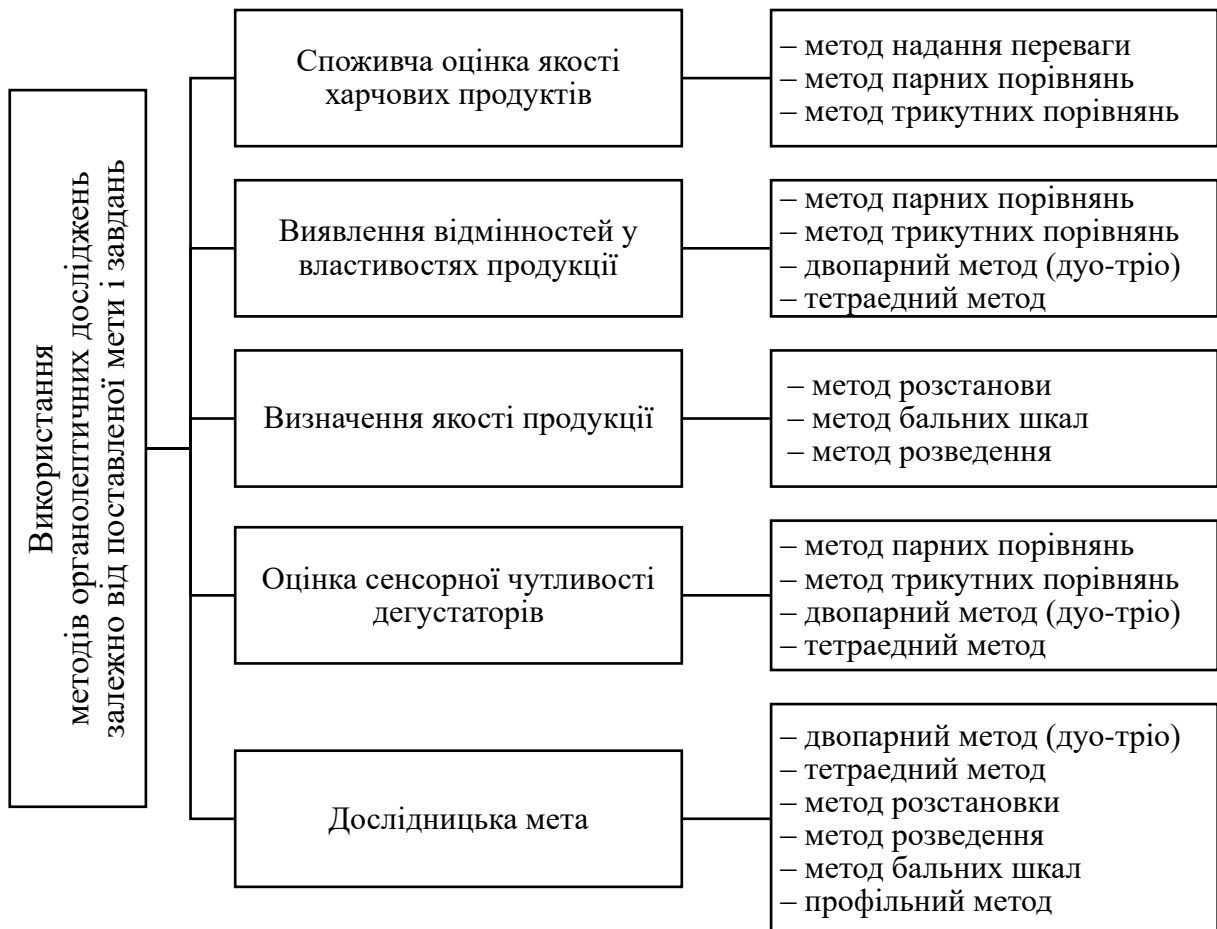 Використання
методів органолептичних досліджень
залежно від поставленої мети і завдань
Споживча оцінка якості
харчових продуктів
– метод надання переваги
– метод парних порівнянь
– метод трикутних порівнянь
Виявлення відмінностей у
властивостях продукції
– метод парних порівнянь
– метод трикутних порівнянь
– двопарний метод (дуо-тріо)
– тетраедний метод
Визначення якості продукції
– метод розстанови
– метод бальних шкал
– метод розведення
Оцінка сенсорної чутливості
дегустаторів
– метод парних порівнянь
– метод трикутних порівнянь
– двопарний метод (дуо-тріо)
– тетраедний метод
Дослідницька мета
– двопарний метод (дуо-тріо)
– тетраедний метод
– метод розстановки
– метод розведення
– метод бальних шкал
– профільний метод